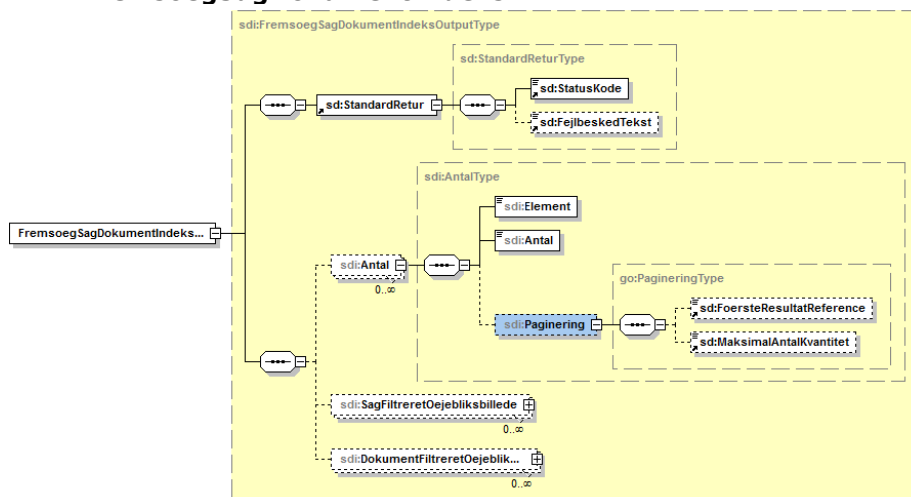 sdi:FremsoegSagDokumentIndeksOutputType
sd:StandardReturType
sd:StatusKode
sd:StandardRetur
sd:FejlbeskedTekst
sdi:AntalType
sdi:Element
FremsoegSagDokumentIndeks...
sdi:Antal
sdi:Antal
0..∞
go:PagineringType
sd:FoersteResultatReference
sdi:Paginering
sd:MaksimalAntalKvantitet
sdi:SagFiltreretOejebliksbillede
0..∞
sdi:DokumentFiltreretOejeblik...
0..∞